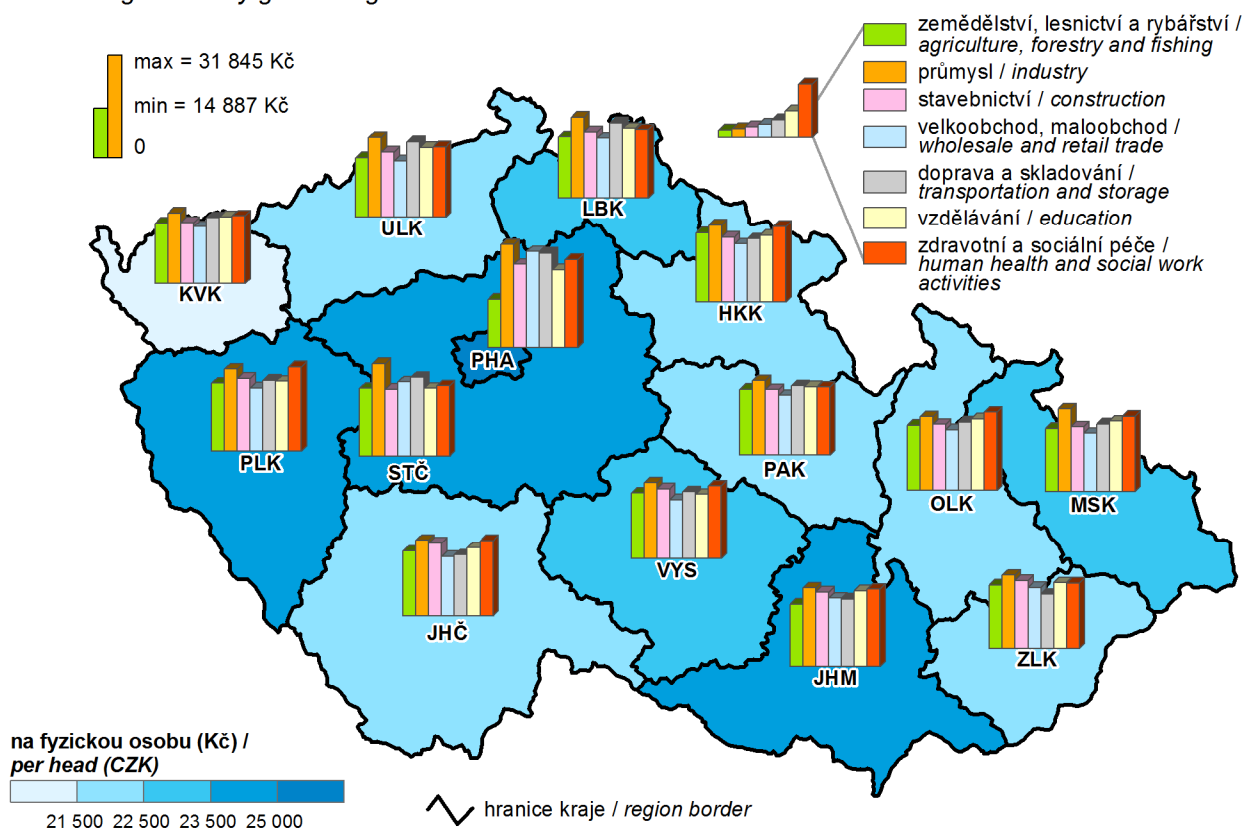 max = 31 845 Kč
min = 14 887 Kč
0
zemědělství, lesnictví a rybářství /
agriculture, forestry and fishing
průmysl / industry
stavebnictví / construction
velkoobchod, maloobchod /
wholesale and retail trade
doprava a skladování /
transportation and storage
vzdělávání / education
zdravotní a sociální péče /
human health and social work
activities
ULK
LBK
KVK
HKK
PHA
PLK
STČ
PAK
OLK
MSK
VYS
JHČ
JHM
ZLK
na fyzickou osobu (Kč) /
per head (CZK)
21 500 22 500 23 500 25 000
hranice kraje / region border